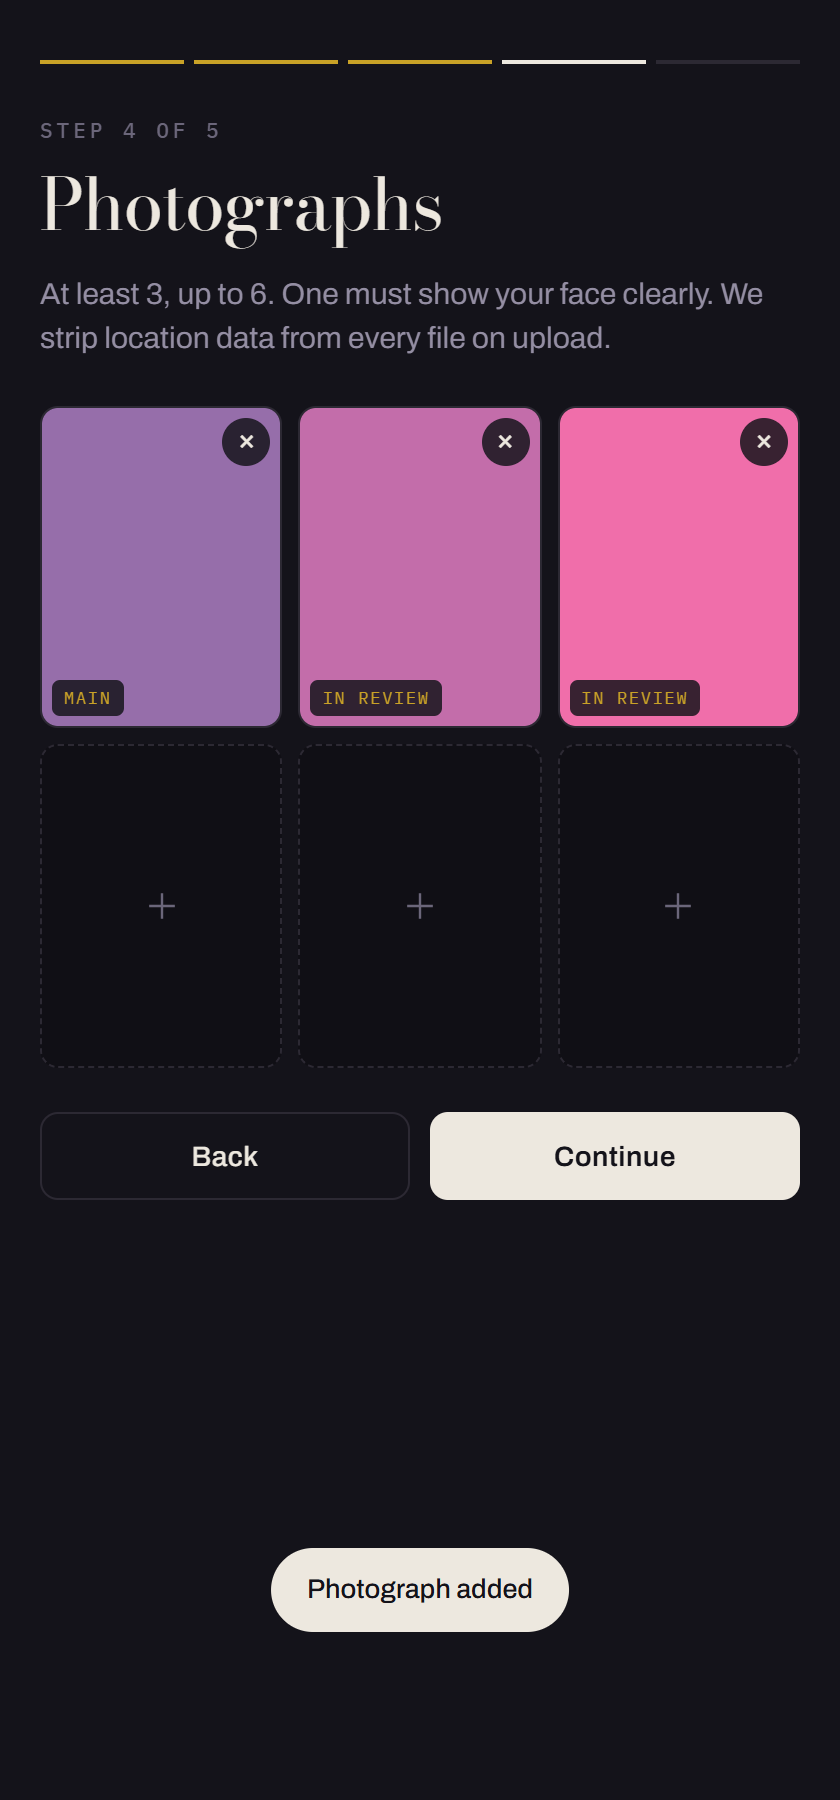 STEP 4 OF 5
Photographs
At least 3, up to 6. One must show your face clearly. We
strip location data from every file on upload.
MAIN
IN REVIEW
IN REVIEW
Back
Continue
Photograph added